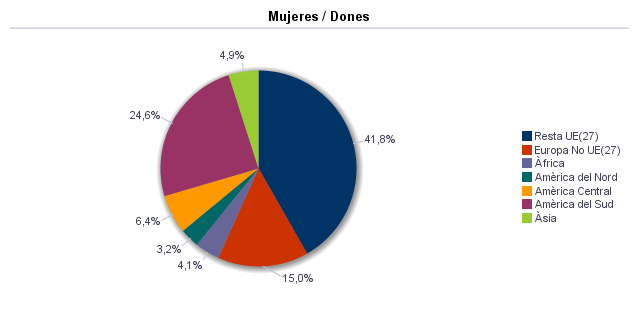 Mujeres / Dones
4,9%
24,6%
41,8%
6,4%
3,2%
4,1%
15,0%
Resta UE(27)
Europa No UE(27)
Àfrica
Amèrica del Nord
Amèrica Central
Amèrica del Sud
Àsia